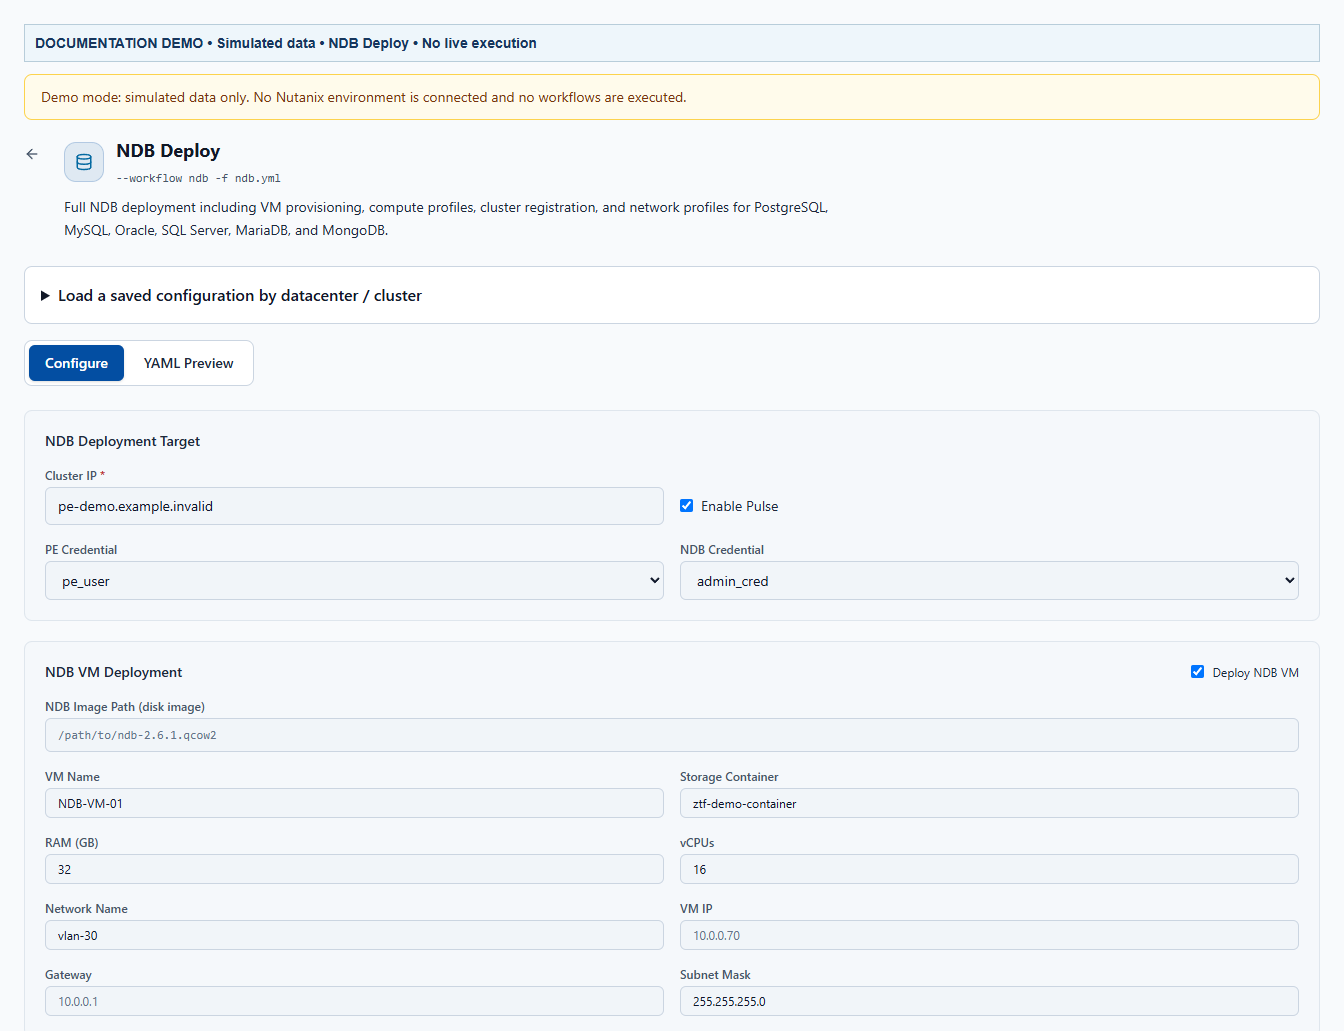 DOCUMENTATION DEMO • Simulated data • NDB Deploy • No live execution
Demo mode: simulated data only. No Nutanix environment is connected and no workflows are executed.
NDB Deploy
--workflow ndb -f ndb.yml
Full NDB deployment including VM provisioning, compute profiles, cluster registration, and network profiles for PostgreSQL,
MySQL, Oracle, SQL Server, MariaDB, and MongoDB.
Load a saved configuration by datacenter / cluster
Configure YAML Preview
NDB Deployment Target
Cluster IP *
pe-demo.example.invalid Enable Pulse
PE Credential NDB Credential
pe_user admin_cred
NDB VM Deployment Deploy NDB VM
NDB Image Path (disk image)
/path/to/ndb-2.6.1.qcow2
VM Name Storage Container
NDB-VM-01 ztf-demo-container
RAM (GB) vCPUs
32 16
Network Name VM IP
vlan-30 10.0.0.70
Gateway Subnet Mask
10.0.0.1 255.255.255.0